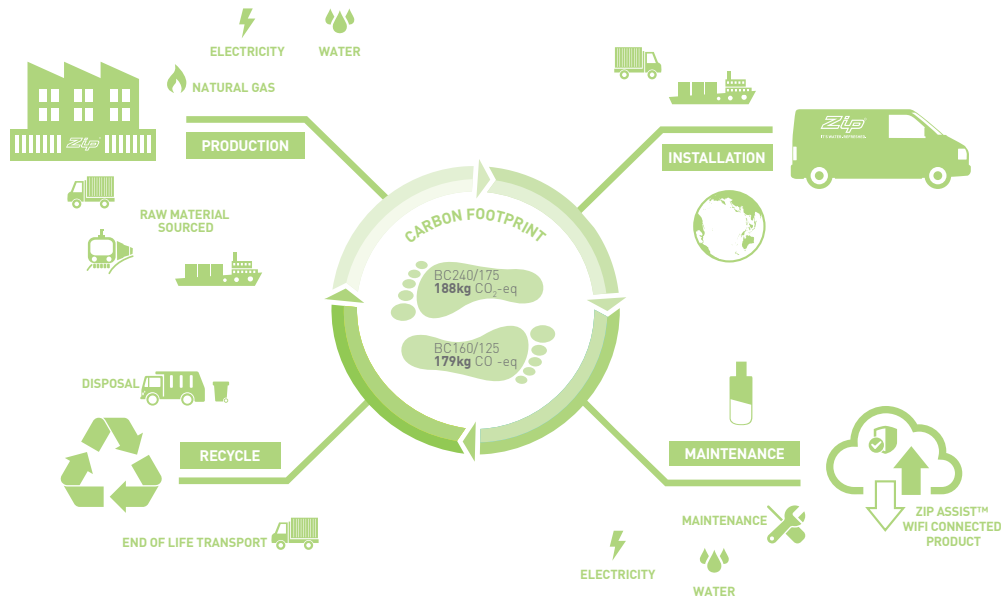 ELECTRICITY
WATER
NATURAL GAS
Zip
PRODUCTION
RAW MATERIAL
SOURCED
INSTALLATION
Zip
CARBON FOOTPRINT
BC240/175
188kg CO2-eq
BC160/125
179kg CO -eq
DISPOSAL
RECYCLE
END OF LIFE TRANSPORT
MAINTENANCE
MAINTENANCE
ZIP ASSIST™
WIFI CONNECTED
PRODUCT
ELECTRICITY
WATER